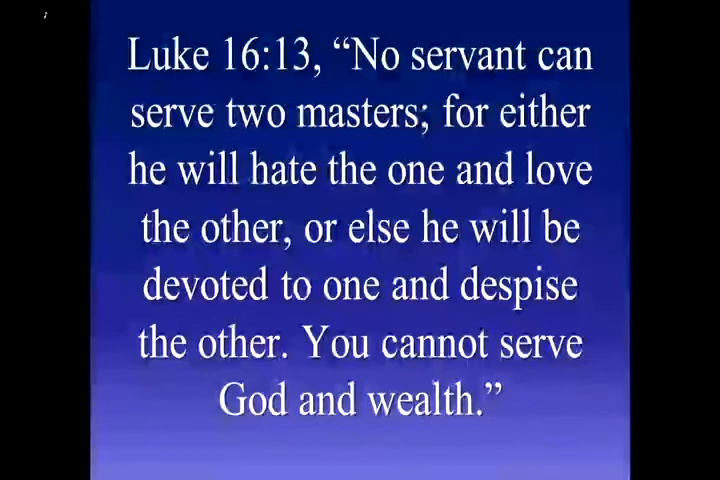 Luke 16:13, “No servant can
serve two masters; for either
he will hate the one and love
the other, or else he will be
devoted to one and despise
the other. You cannot serve
God and wealth.”